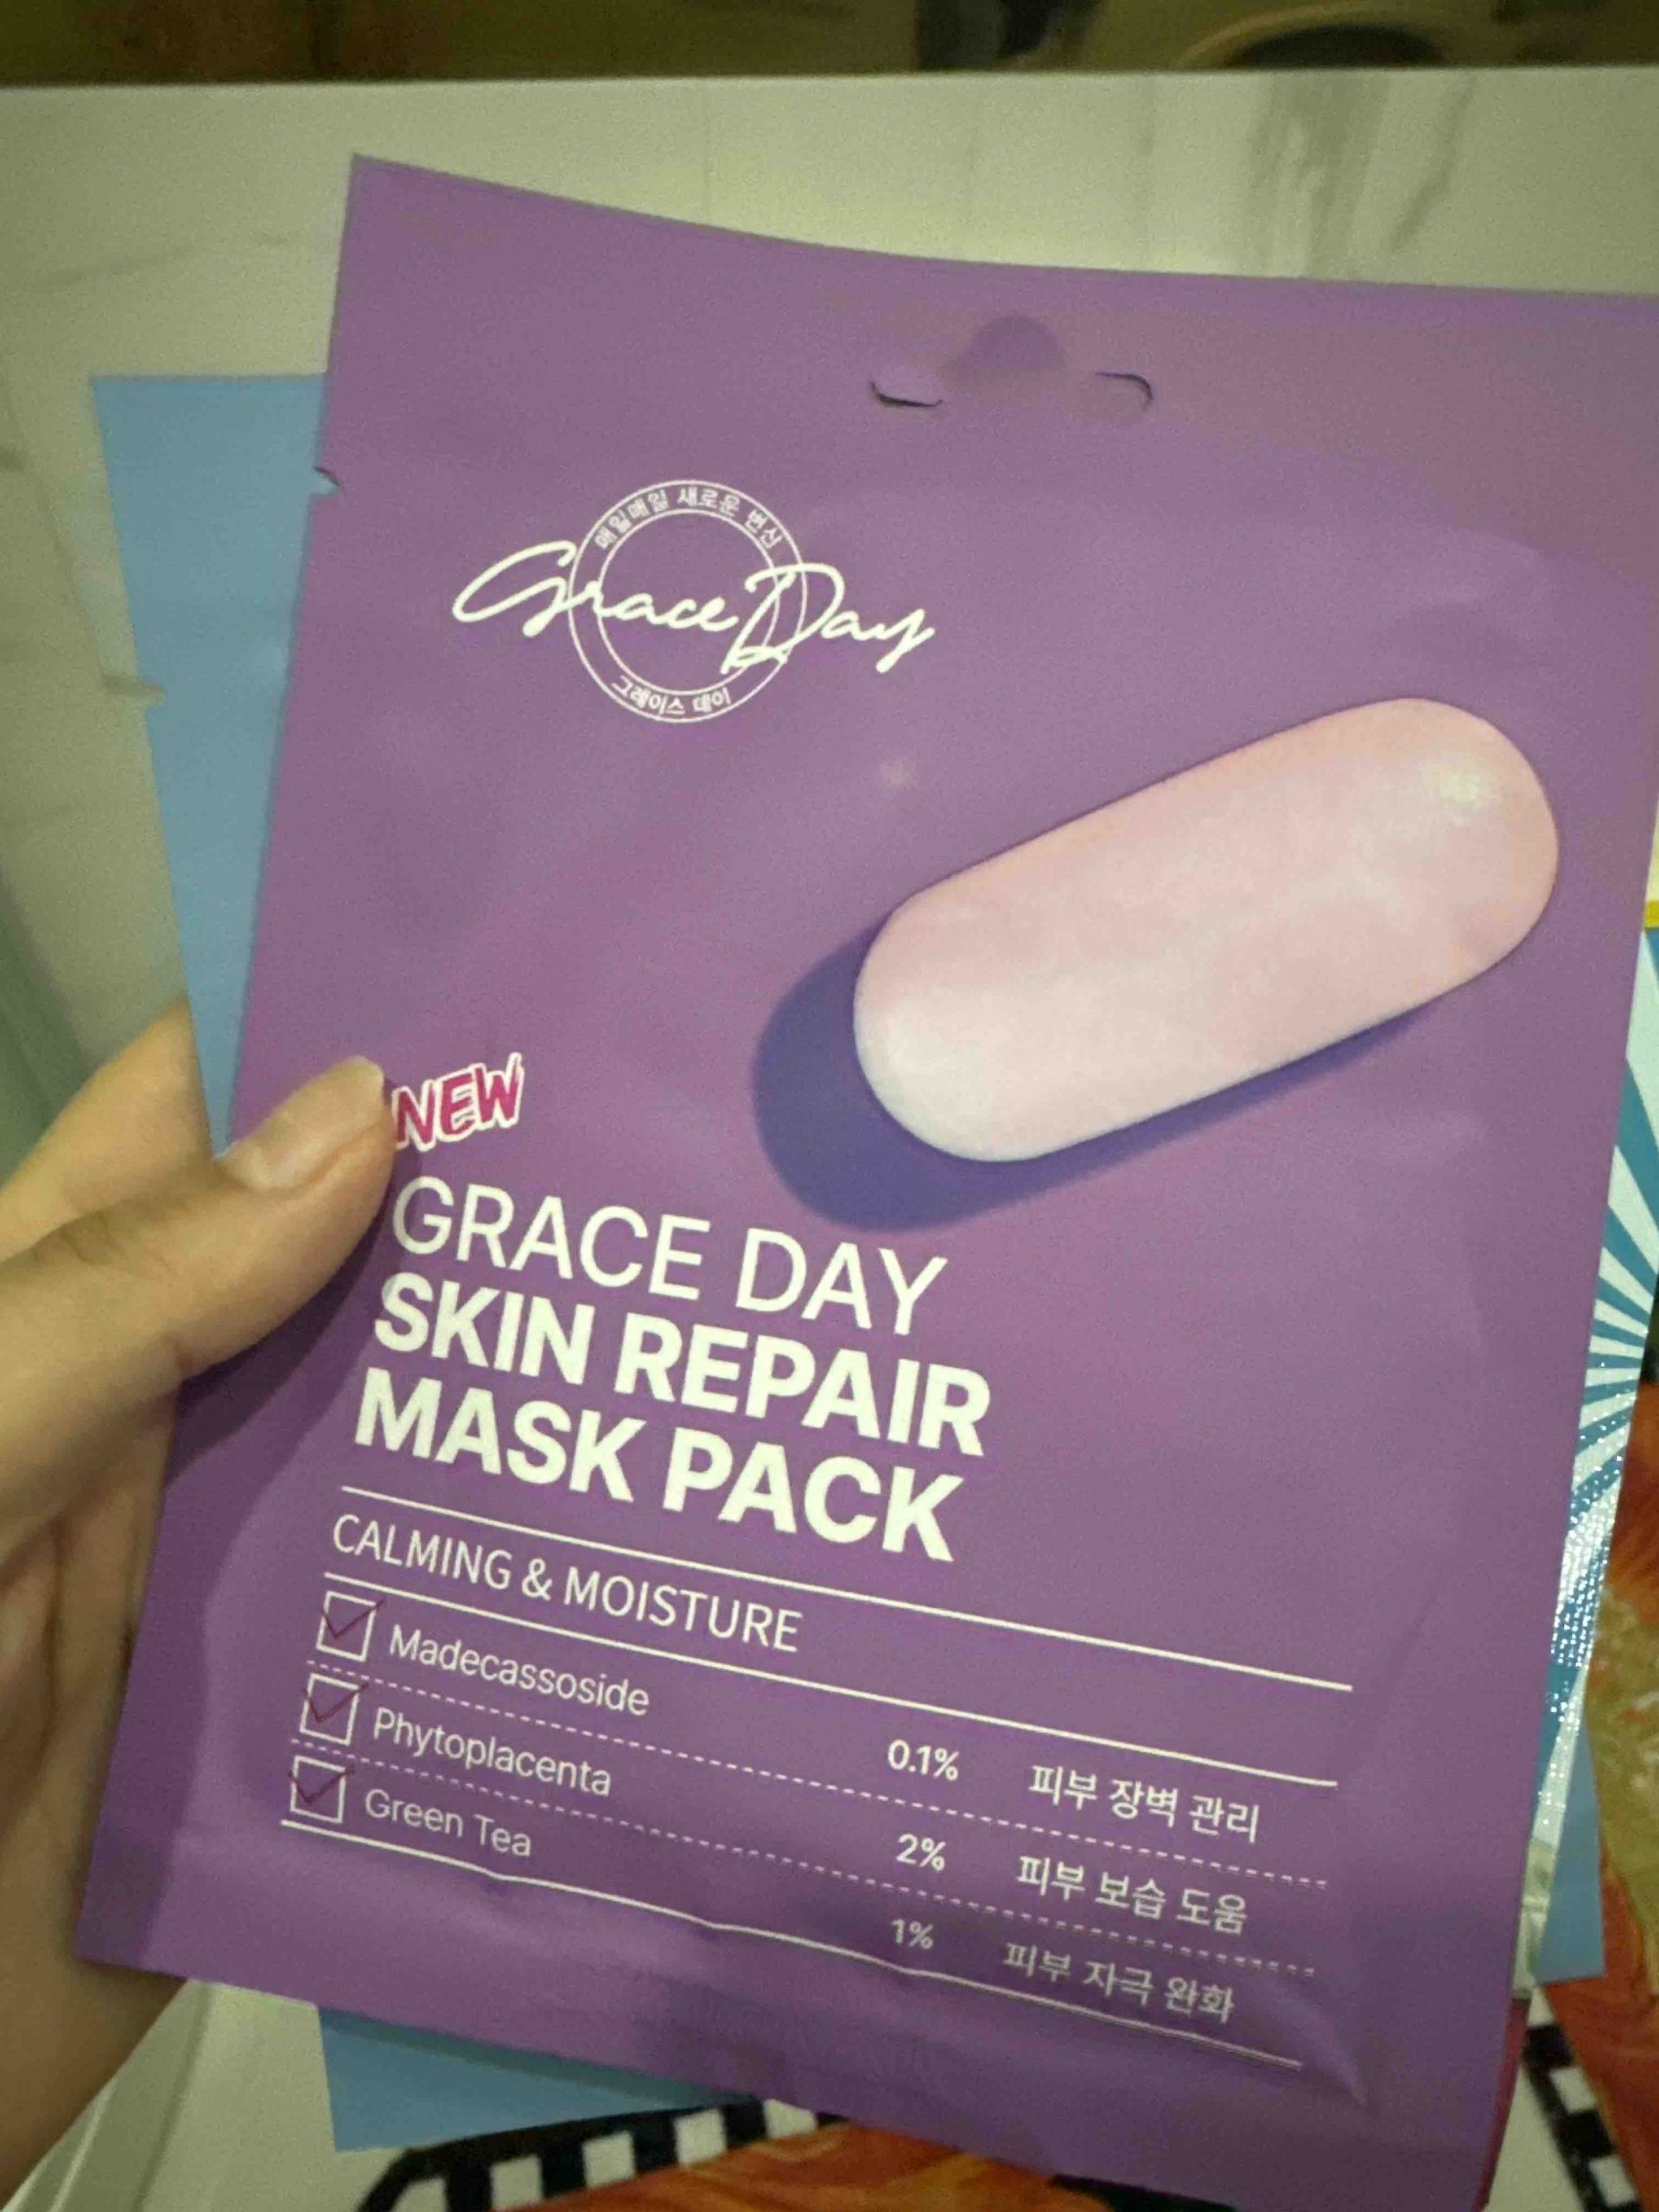 매일매일 새로운 변신
Grace Day
그레이스 데이
NEW
GRACE DAY
SKIN REPAIR
MASK PACK
CALMING & MOISTURE
Madecassoside 0.1% 피부 장벽 관리
Phytoplacenta 2% 피부 보습 도움
Green Tea 1% 피부 자극 완화